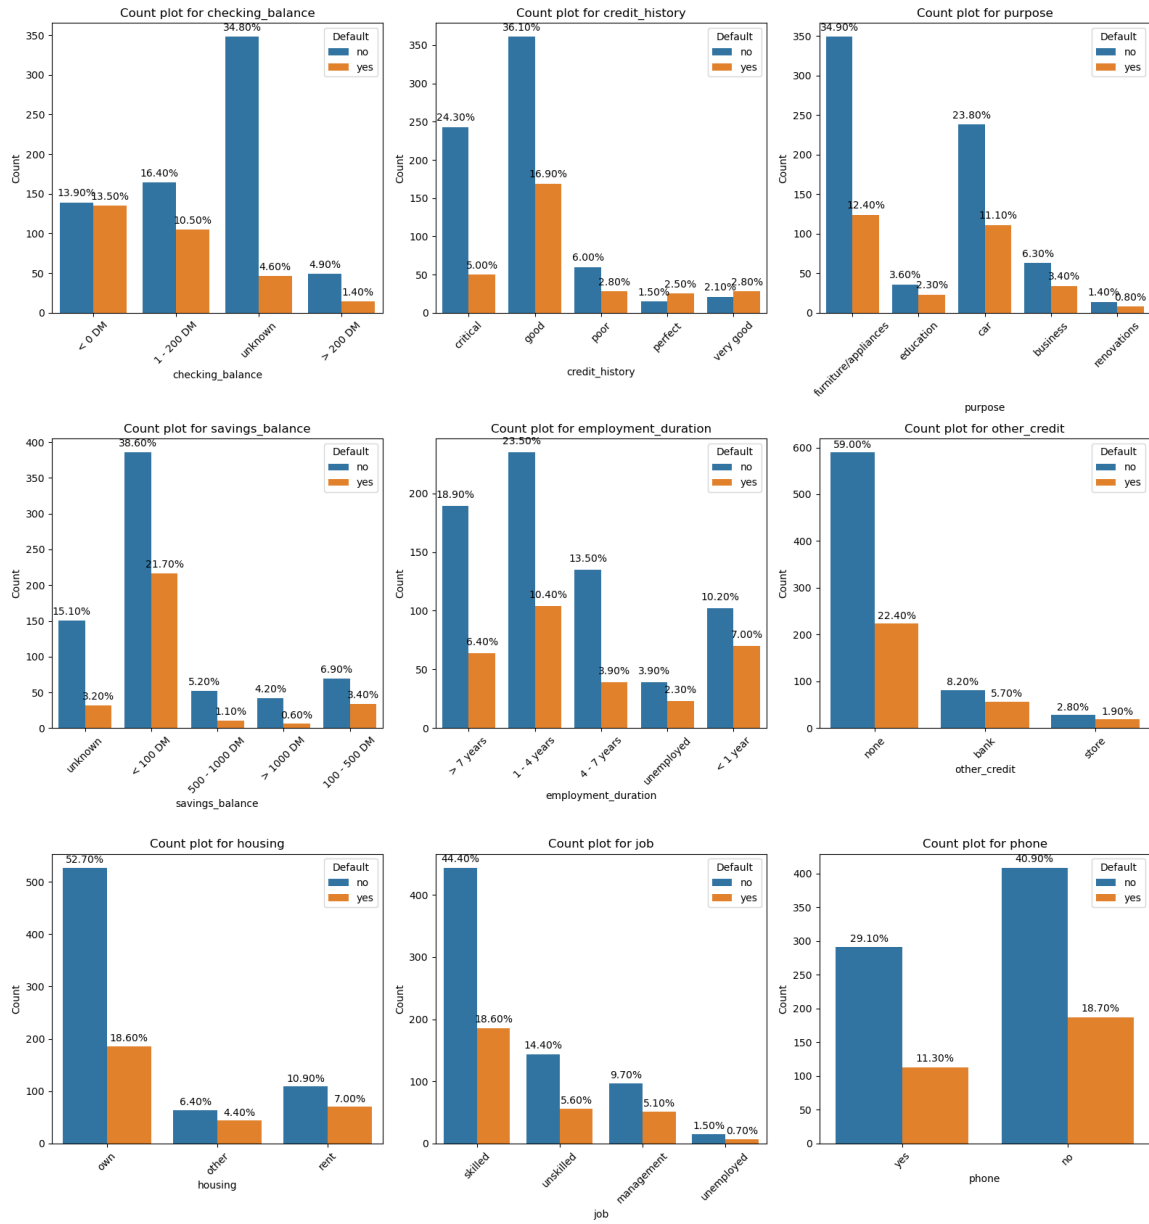 Count plot for checking_balance
Default
no
yes
Count
0
50
100
150
200
250
300
350
13.90%
13.50%
16.40%
10.50%
34.80%
4.60%
4.90%
1.40%
< 0 DM
1 - 200 DM
unknown
> 200 DM
checking_balance
Count plot for credit_history
Default
no
yes
Count
0
50
100
150
200
250
300
350
24.30%
5.00%
36.10%
16.90%
6.00%
2.80%
1.50%
2.50%
2.10%
2.80%
critical
good
poor
perfect
very good
credit_history
Count plot for purpose
Default
no
yes
Count
0
50
100
150
200
250
300
350
34.90%
12.40%
3.60%
2.30%
23.80%
11.10%
6.30%
3.40%
1.40%
0.80%
furniture/appliances
education
car
business
renovations
purpose
Count plot for savings_balance
Default
no
yes
Count
0
50
100
150
200
250
300
350
400
15.10%
3.20%
38.60%
21.70%
5.20%
1.10%
4.20%
0.60%
6.90%
3.40%
unknown
< 100 DM
500 - 1000 DM
> 1000 DM
100 - 500 DM
savings_balance
Count plot for employment_duration
Default
no
yes
Count
0
50
100
150
200
18.90%
6.40%
23.50%
10.40%
13.50%
3.90%
3.90%
2.30%
10.20%
7.00%
> 7 years
1 - 4 years
4 - 7 years
unemployed
< 1 year
employment_duration
Count plot for other_credit
Default
no
yes
Count
0
100
200
300
400
500
600
59.00%
22.40%
8.20%
5.70%
2.80%
1.90%
none
bank
store
other_credit
Count plot for housing
Default
no
yes
Count
0
100
200
300
400
500
52.70%
18.60%
6.40%
4.40%
10.90%
7.00%
own
other
rent
housing
Count plot for job
Default
no
yes
Count
0
50
100
150
200
250
300
350
400
44.40%
18.60%
14.40%
5.60%
9.70%
5.10%
1.50%
0.70%
skilled
unskilled
management
unemployed
job
Count plot for phone
Default
no
yes
Count
0
50
100
150
200
250
300
350
400
29.10%
11.30%
40.90%
18.70%
yes
no
phone